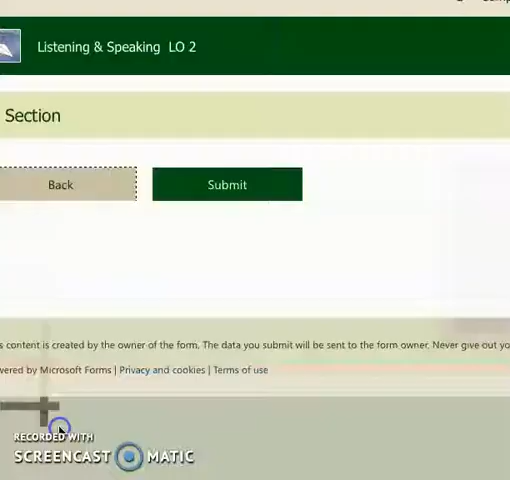 Listening & Speaking LO 2
Section
Back
Submit
s content is created by the owner of the form. The data you submit will be sent to the form owner. Never give out yo
wered by Microsoft Forms | Privacy and cookies | Terms of use
RECORDED WITH
SCREENCAST MATIC